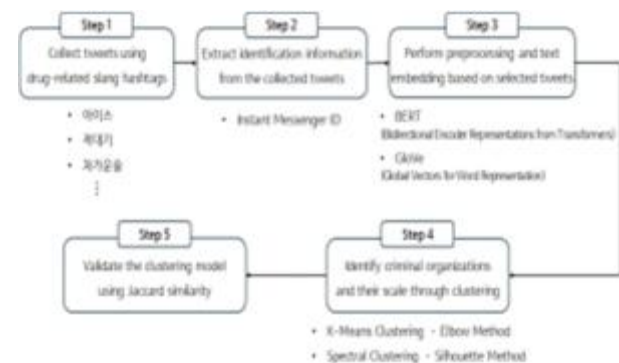 Step 1
Collect tweets using
drug-related slang hashtags
• 아이스
• 작대기
• 차가운술
⋮
Step 2
Extract identification information
from the collected tweets
• Instant Messenger ID
Step 3
Perform preprocessing and text
embedding based on selected tweets
• BERT
(Bidirectional Encoder Representations from Transformers)
• GloVe
(Global Vectors for Word Representation)
Step 4
Identify criminal organizations
and their scale through clustering
• K-Means Clustering - Elbow Method
• Spectral Clustering - Silhouette Method
Step 5
Validate the clustering model
using Jaccard similarity